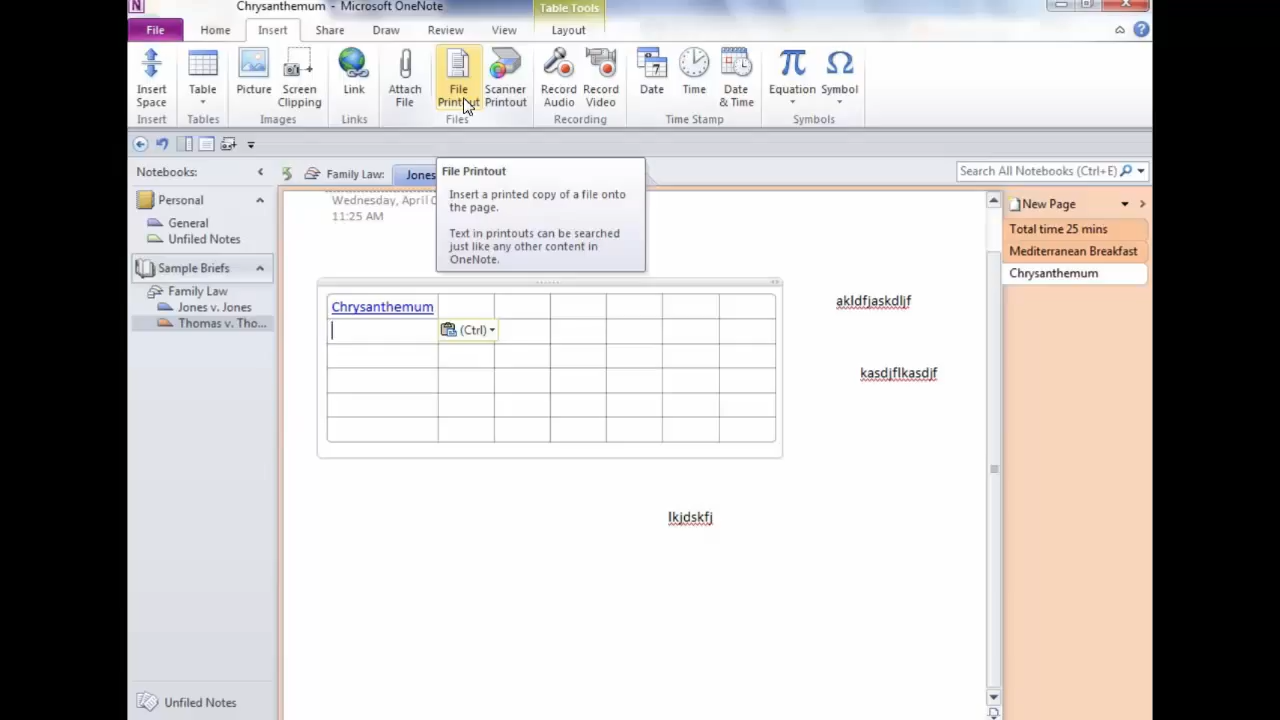 Chrysanthemum - Microsoft OneNote
Table Tools
File Home Insert Share Draw Review View Layout
Insert Space
Table
Picture
Screen Clipping
Link
Attach File
File Printout
Scanner Printout
Record Audio
Record Video
Date
Time
Date & Time
Equation
Symbol
Insert Tables Images Links Files Recording Time Stamp Symbols
Notebooks:
Family Law:
Jones
Search All Notebooks (Ctrl+E)
Personal
General
Unfiled Notes
Sample Briefs
Family Law
Jones v. Jones
Thomas v. Tho...
Unfiled Notes
Wednesday, April
11:25 AM
File Printout
Insert a printed copy of a file onto
the page.
Text in printouts can be searched
just like any other content in
OneNote.
Chrysanthemum
(Ctrl)
akldfjaskdljf
kasdjflkasdjf
lkjdskfj
New Page
Total time 25 mins
Mediterranean Breakfast
Chrysanthemum